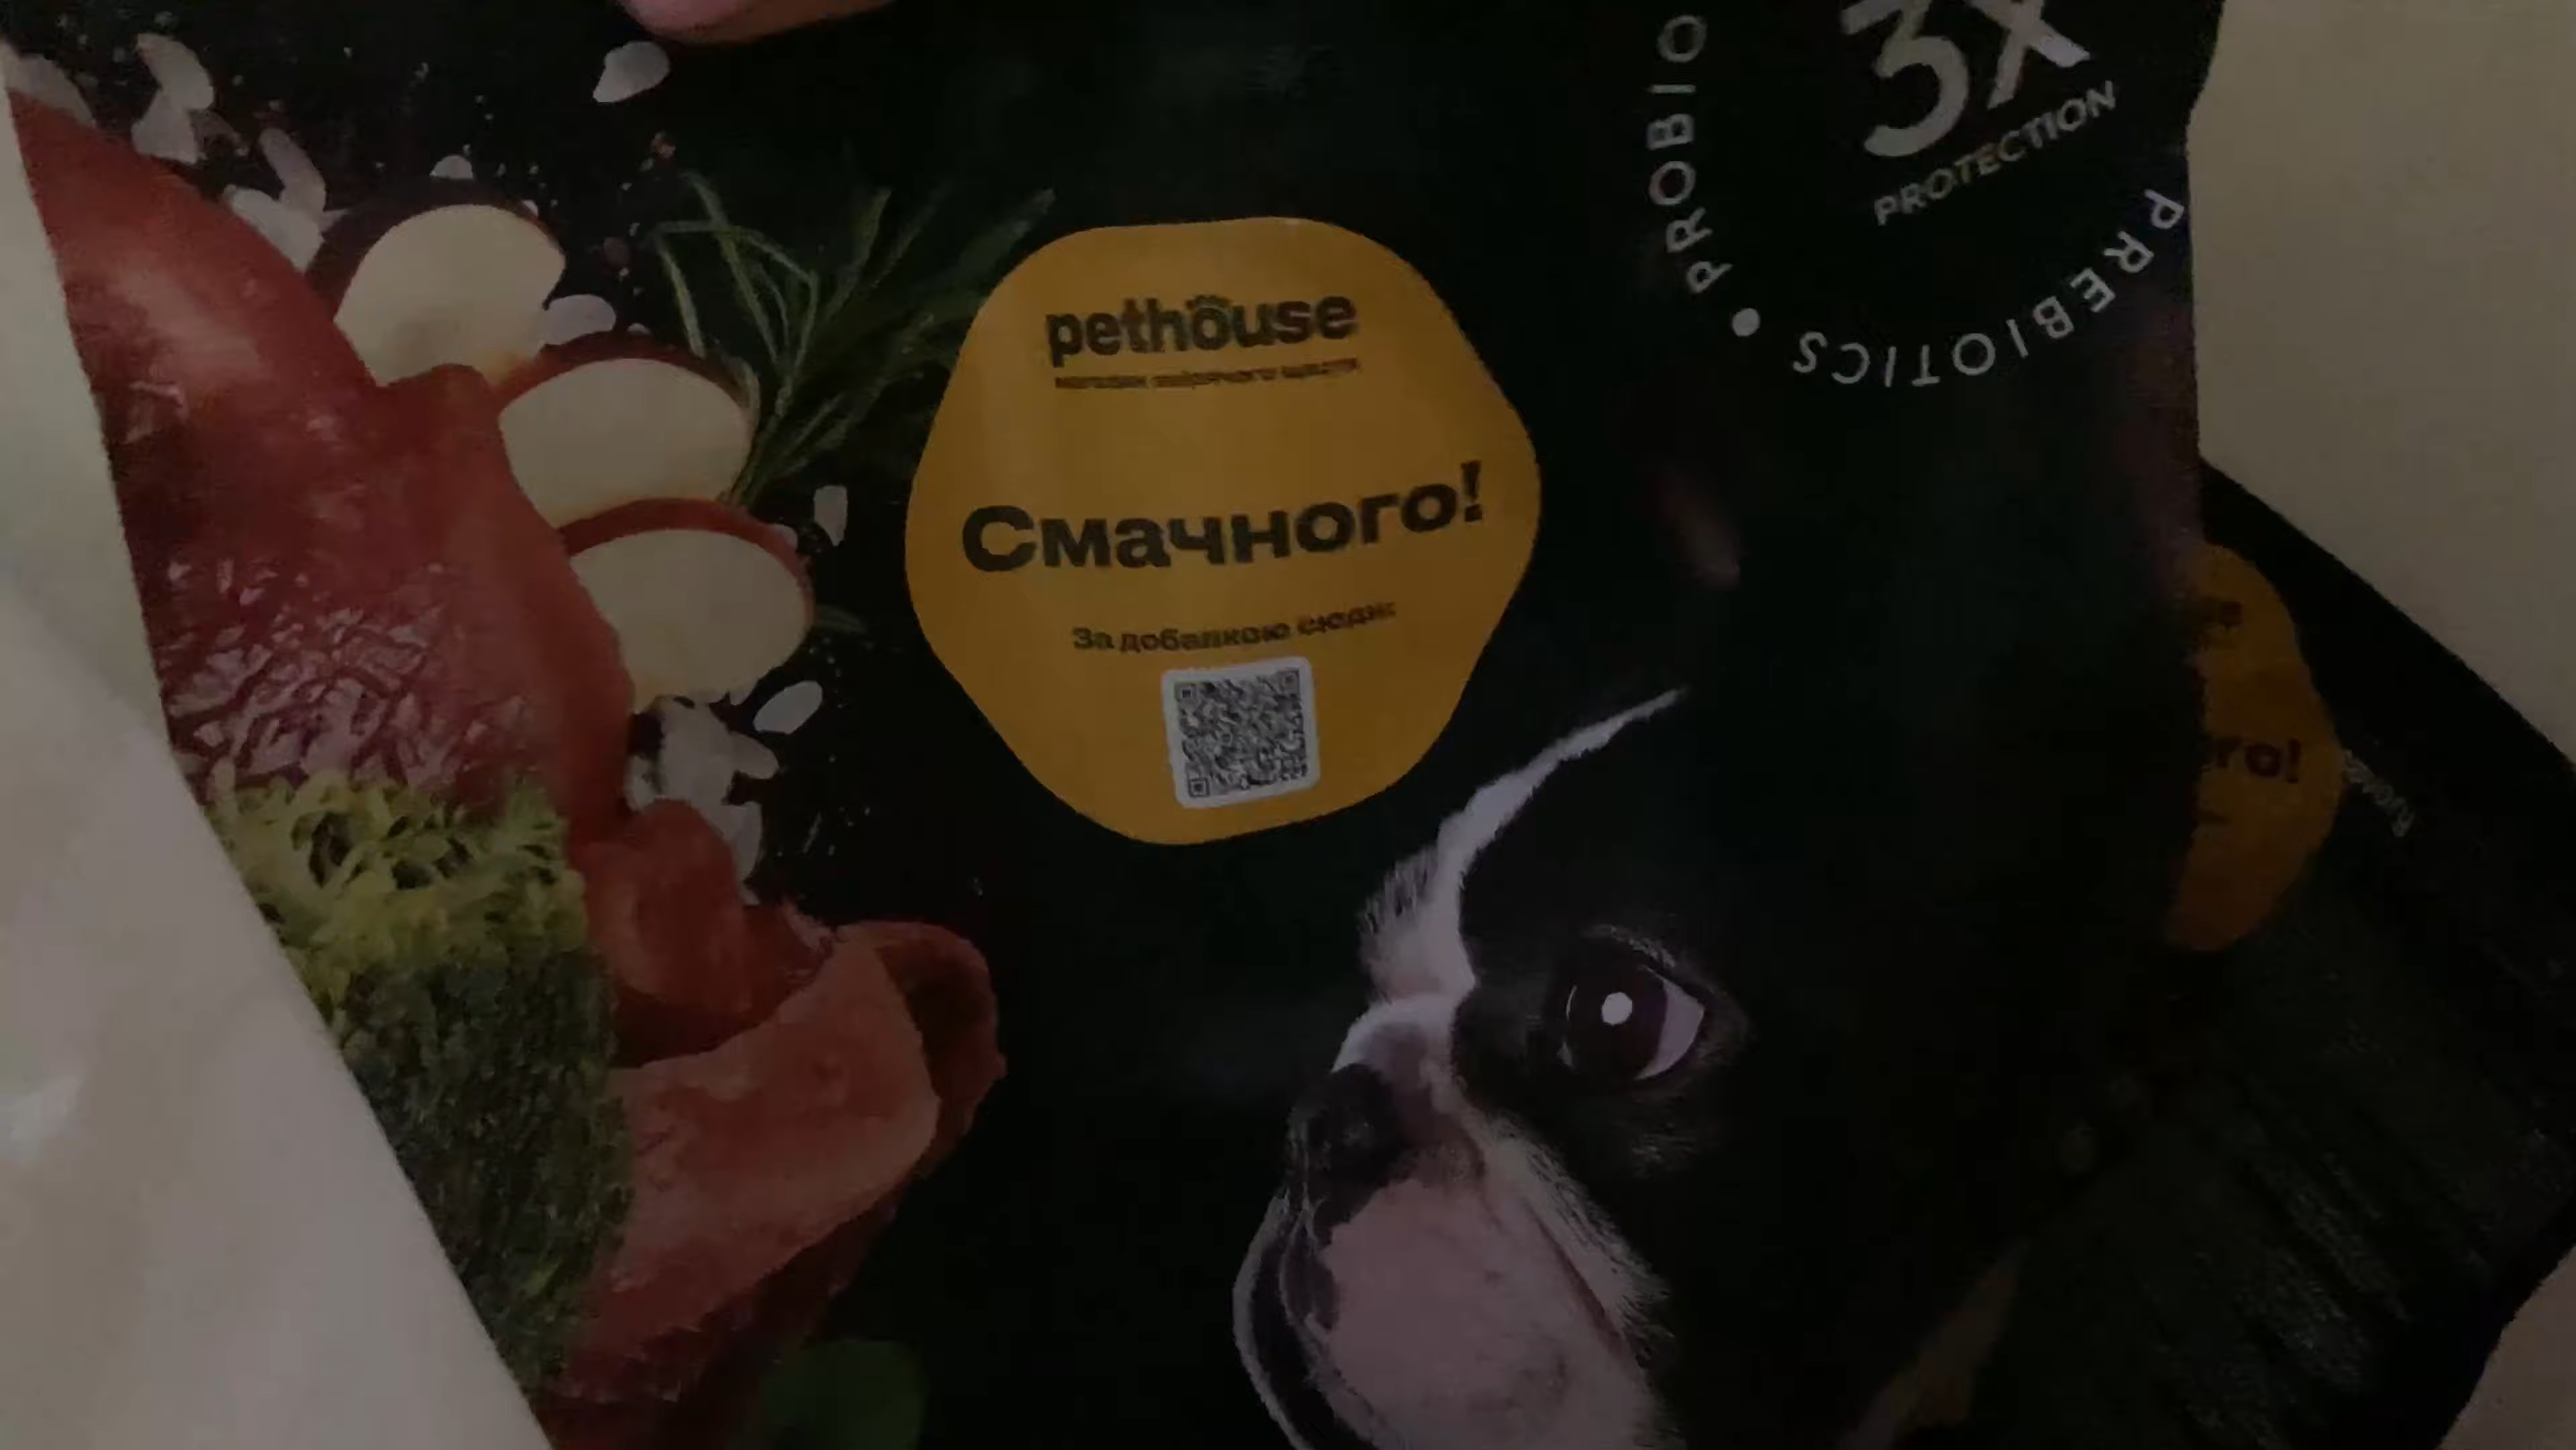 3X
PROTECTION
PROBIO
PREBIOTICS
pethouse
Смачного!
За добавкою сюди:
го!